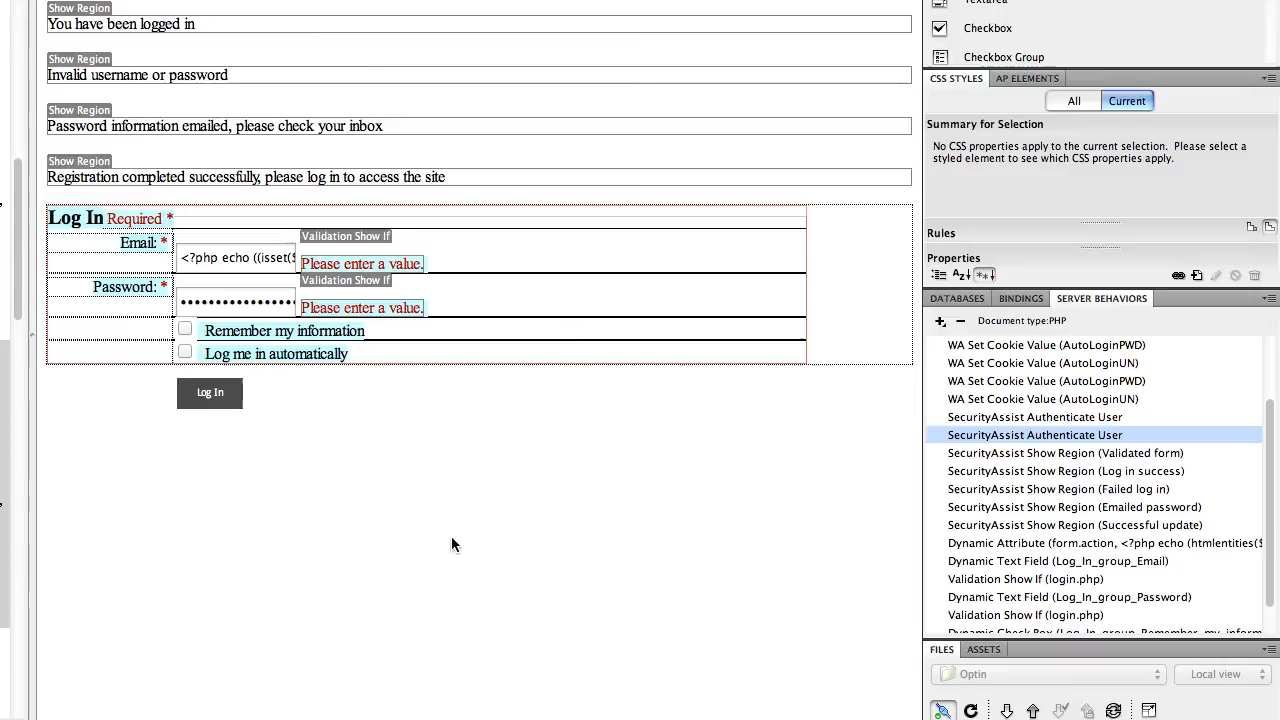 Show Region
You have been logged in
Show Region
Invalid username or password
Show Region
Password information emailed, please check your inbox
Show Region
Registration completed successfully, please log in to access the site
Log In Required *
Email: *
<?php echo ((isset($
Validation Show If
Please enter a value.
Password: *
Validation Show If
Please enter a value.
Remember my information
Log me in automatically
Log In
Textarea
Checkbox
Checkbox Group
CSS STYLES AP ELEMENTS
All Current
Summary for Selection
No CSS properties apply to the current selection. Please select a
styled element to see which CSS properties apply.
Rules
Properties
DATABASES BINDINGS SERVER BEHAVIORS
Document type:PHP
WA Set Cookie Value (AutoLoginPWD)
WA Set Cookie Value (AutoLoginUN)
WA Set Cookie Value (AutoLoginPWD)
WA Set Cookie Value (AutoLoginUN)
SecurityAssist Authenticate User
SecurityAssist Authenticate User
SecurityAssist Show Region (Validated form)
SecurityAssist Show Region (Log in success)
SecurityAssist Show Region (Failed log in)
SecurityAssist Show Region (Emailed password)
SecurityAssist Show Region (Successful update)
Dynamic Attribute (form.action, <?php echo (htmlentities($
Dynamic Text Field (Log_In_group_Email)
Validation Show If (login.php)
Dynamic Text Field (Log_In_group_Password)
Validation Show If (login.php)
Dynamic Check Box (Log_In_group_Remember_my_inform
FILES ASSETS
Optin Local view